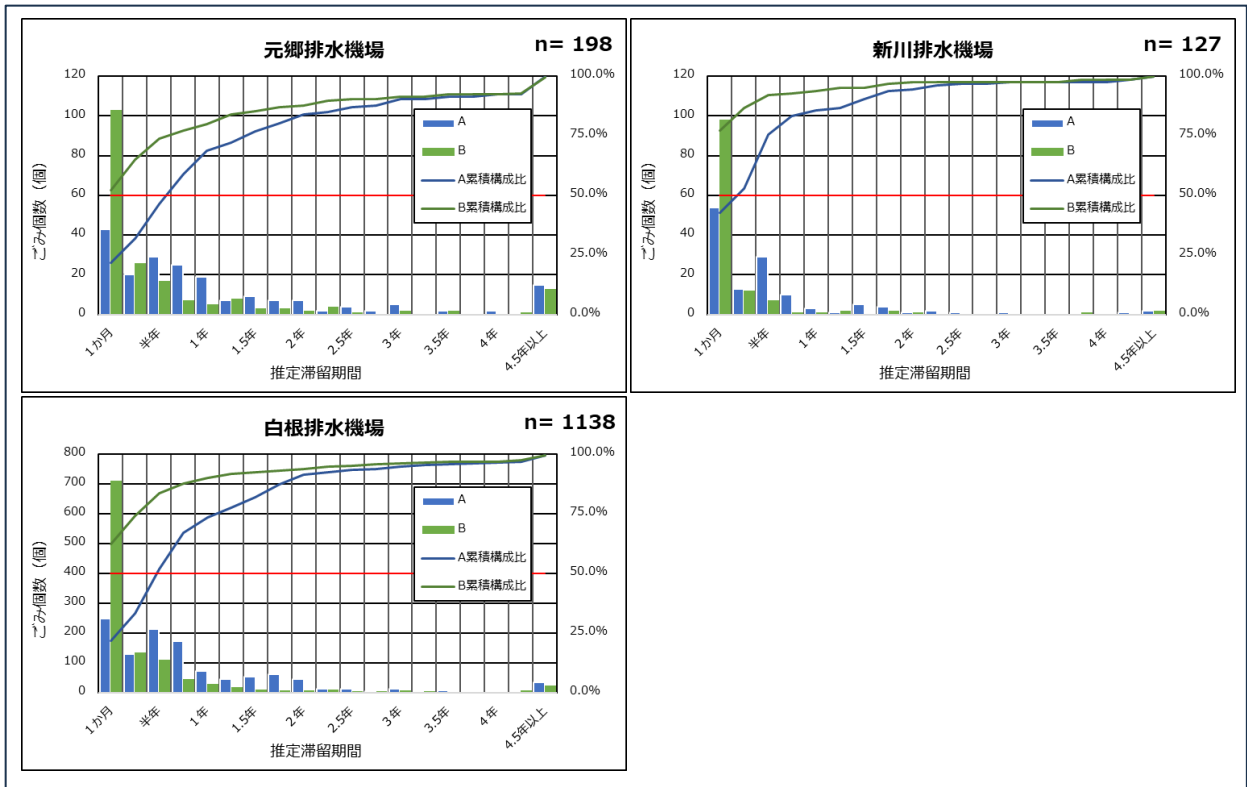 元郷排水機場
n= 198
120
100
80
60
40
20
0
100.0%
75.0%
50.0%
25.0%
0.0%
ごみ個数（個）
A
B
A累積構成比
B累積構成比
1か月
半年
1年
1.5年
2年
2.5年
3年
3.5年
4年
4.5年以上
推定滞留期間
新川排水機場
n= 127
120
100
80
60
40
20
0
100.0%
75.0%
50.0%
25.0%
0.0%
ごみ個数（個）
A
B
A累積構成比
B累積構成比
1か月
半年
1年
1.5年
2年
2.5年
3年
3.5年
4年
4.5年以上
推定滞留期間
白根排水機場
n= 1138
800
700
600
500
400
300
200
100
0
100.0%
75.0%
50.0%
25.0%
0.0%
ごみ個数（個）
A
B
A累積構成比
B累積構成比
1か月
半年
1年
1.5年
2年
2.5年
3年
3.5年
4年
4.5年以上
推定滞留期間